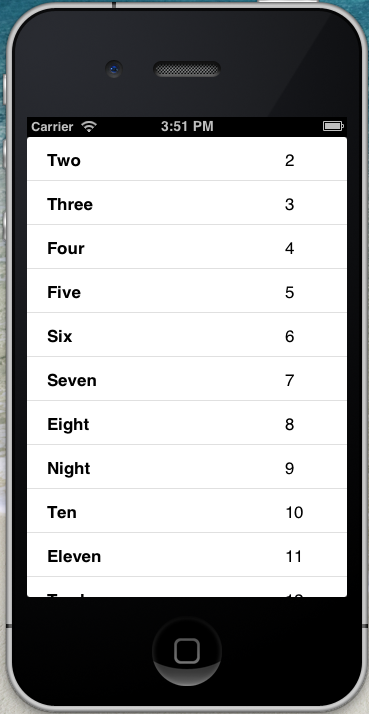 Carrier 3:51 PM
Two 2
Three 3
Four 4
Five 5
Six 6
Seven 7
Eight 8
Night 9
Ten 10
Eleven 11